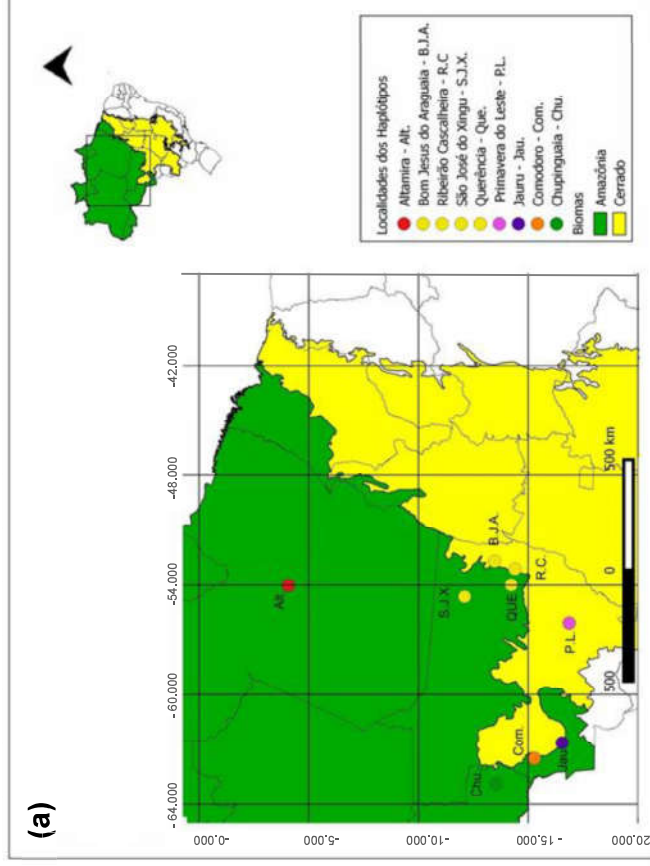 (a)
-64.000
-60.000
-54.000
-48.000
-42.000
-0.000
-5.000
-10.000
-15.000
20.000
Alt.
S.J.X.
B.J.A.
QUE
R.C.
P.L.
Com.
Jau.
Chu.
500 0 500 km
Localidades dos Haplótipos
Altamira - Alt.
Bom Jesus do Araguaia - B.J.A.
Ribeirão Cascalheira - R.C
São José do Xingu - S.J.X.
Querência - Que.
Primavera do Leste - P.L.
Jauru - Jau.
Comodoro - Com.
Chupinguaia - Chu.
Biomas
Amazônia
Cerrado